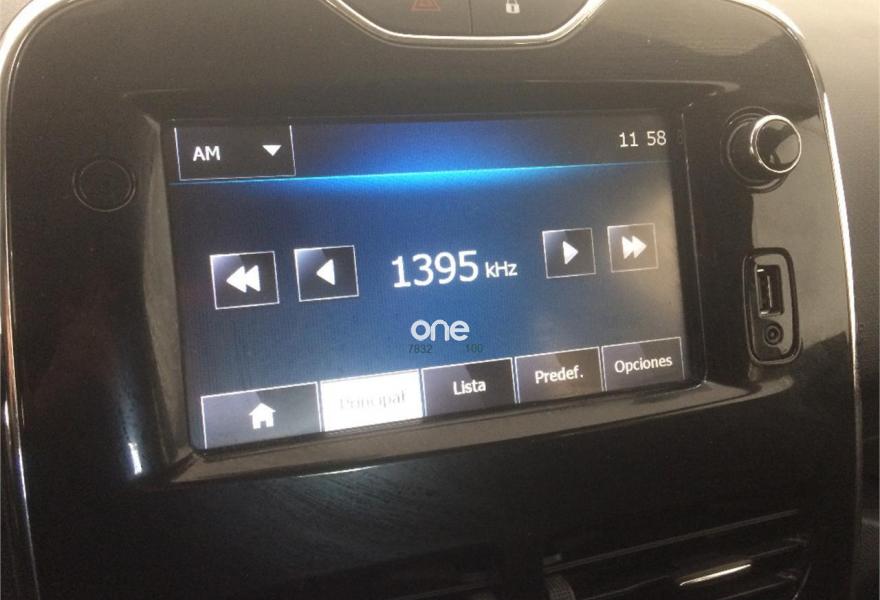 AM
11 58
1395 kHz
one
7832 100
Principal
Lista
Predef.
Opciones